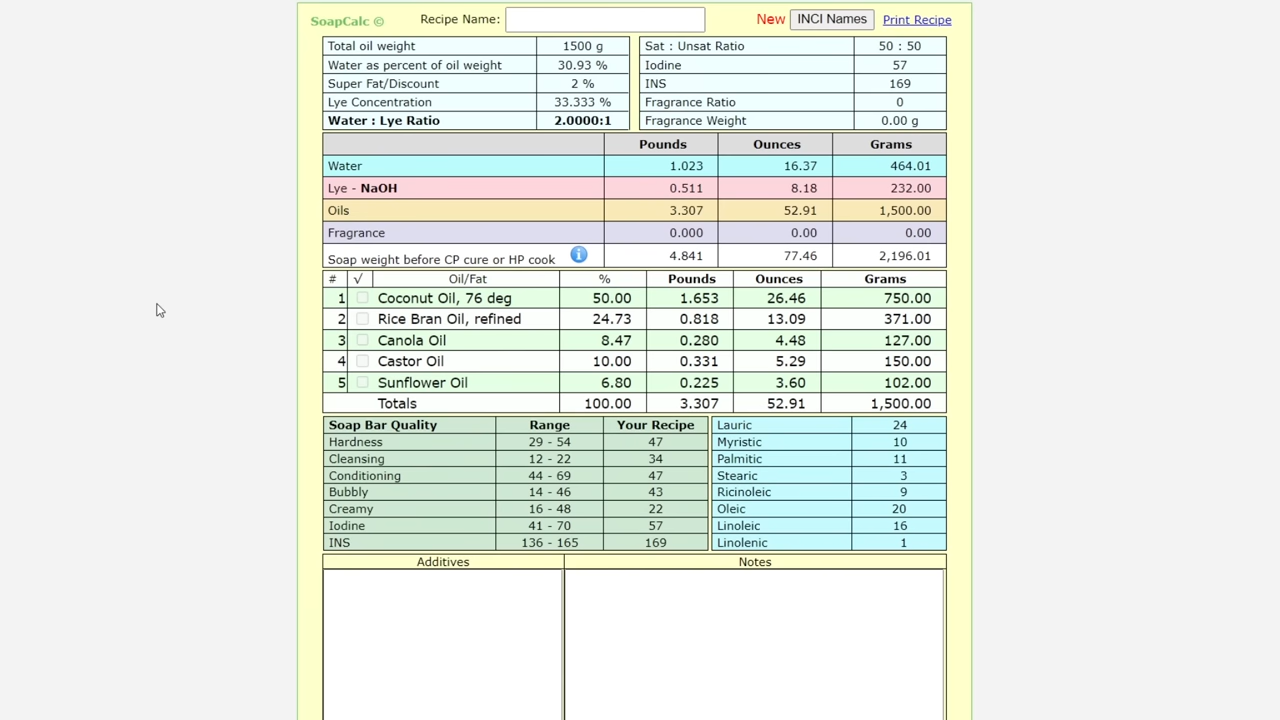 SoapCalc © Recipe Name: New INCI Names Print Recipe
Total oil weight 1500 g Sat : Unsat Ratio 50 : 50
Water as percent of oil weight 30.93 % Iodine 57
Super Fat/Discount 2 % INS 169
Lye Concentration 33.333 % Fragrance Ratio 0
Water : Lye Ratio 2.0000:1 Fragrance Weight 0.00 g
Pounds Ounces Grams
Water 1.023 16.37 464.01
Lye - NaOH 0.511 8.18 232.00
Oils 3.307 52.91 1,500.00
Fragrance 0.000 0.00 0.00
Soap weight before CP cure or HP cook i 4.841 77.46 2,196.01
# √ Oil/Fat % Pounds Ounces Grams
1 Coconut Oil, 76 deg 50.00 1.653 26.46 750.00
2 Rice Bran Oil, refined 24.73 0.818 13.09 371.00
3 Canola Oil 8.47 0.280 4.48 127.00
4 Castor Oil 10.00 0.331 5.29 150.00
5 Sunflower Oil 6.80 0.225 3.60 102.00
Totals 100.00 3.307 52.91 1,500.00
Soap Bar Quality Range Your Recipe Lauric 24
Hardness 29 - 54 47 Myristic 10
Cleansing 12 - 22 34 Palmitic 11
Conditioning 44 - 69 47 Stearic 3
Bubbly 14 - 46 43 Ricinoleic 9
Creamy 16 - 48 22 Oleic 20
Iodine 41 - 70 57 Linoleic 16
INS 136 - 165 169 Linolenic 1
Additives Notes